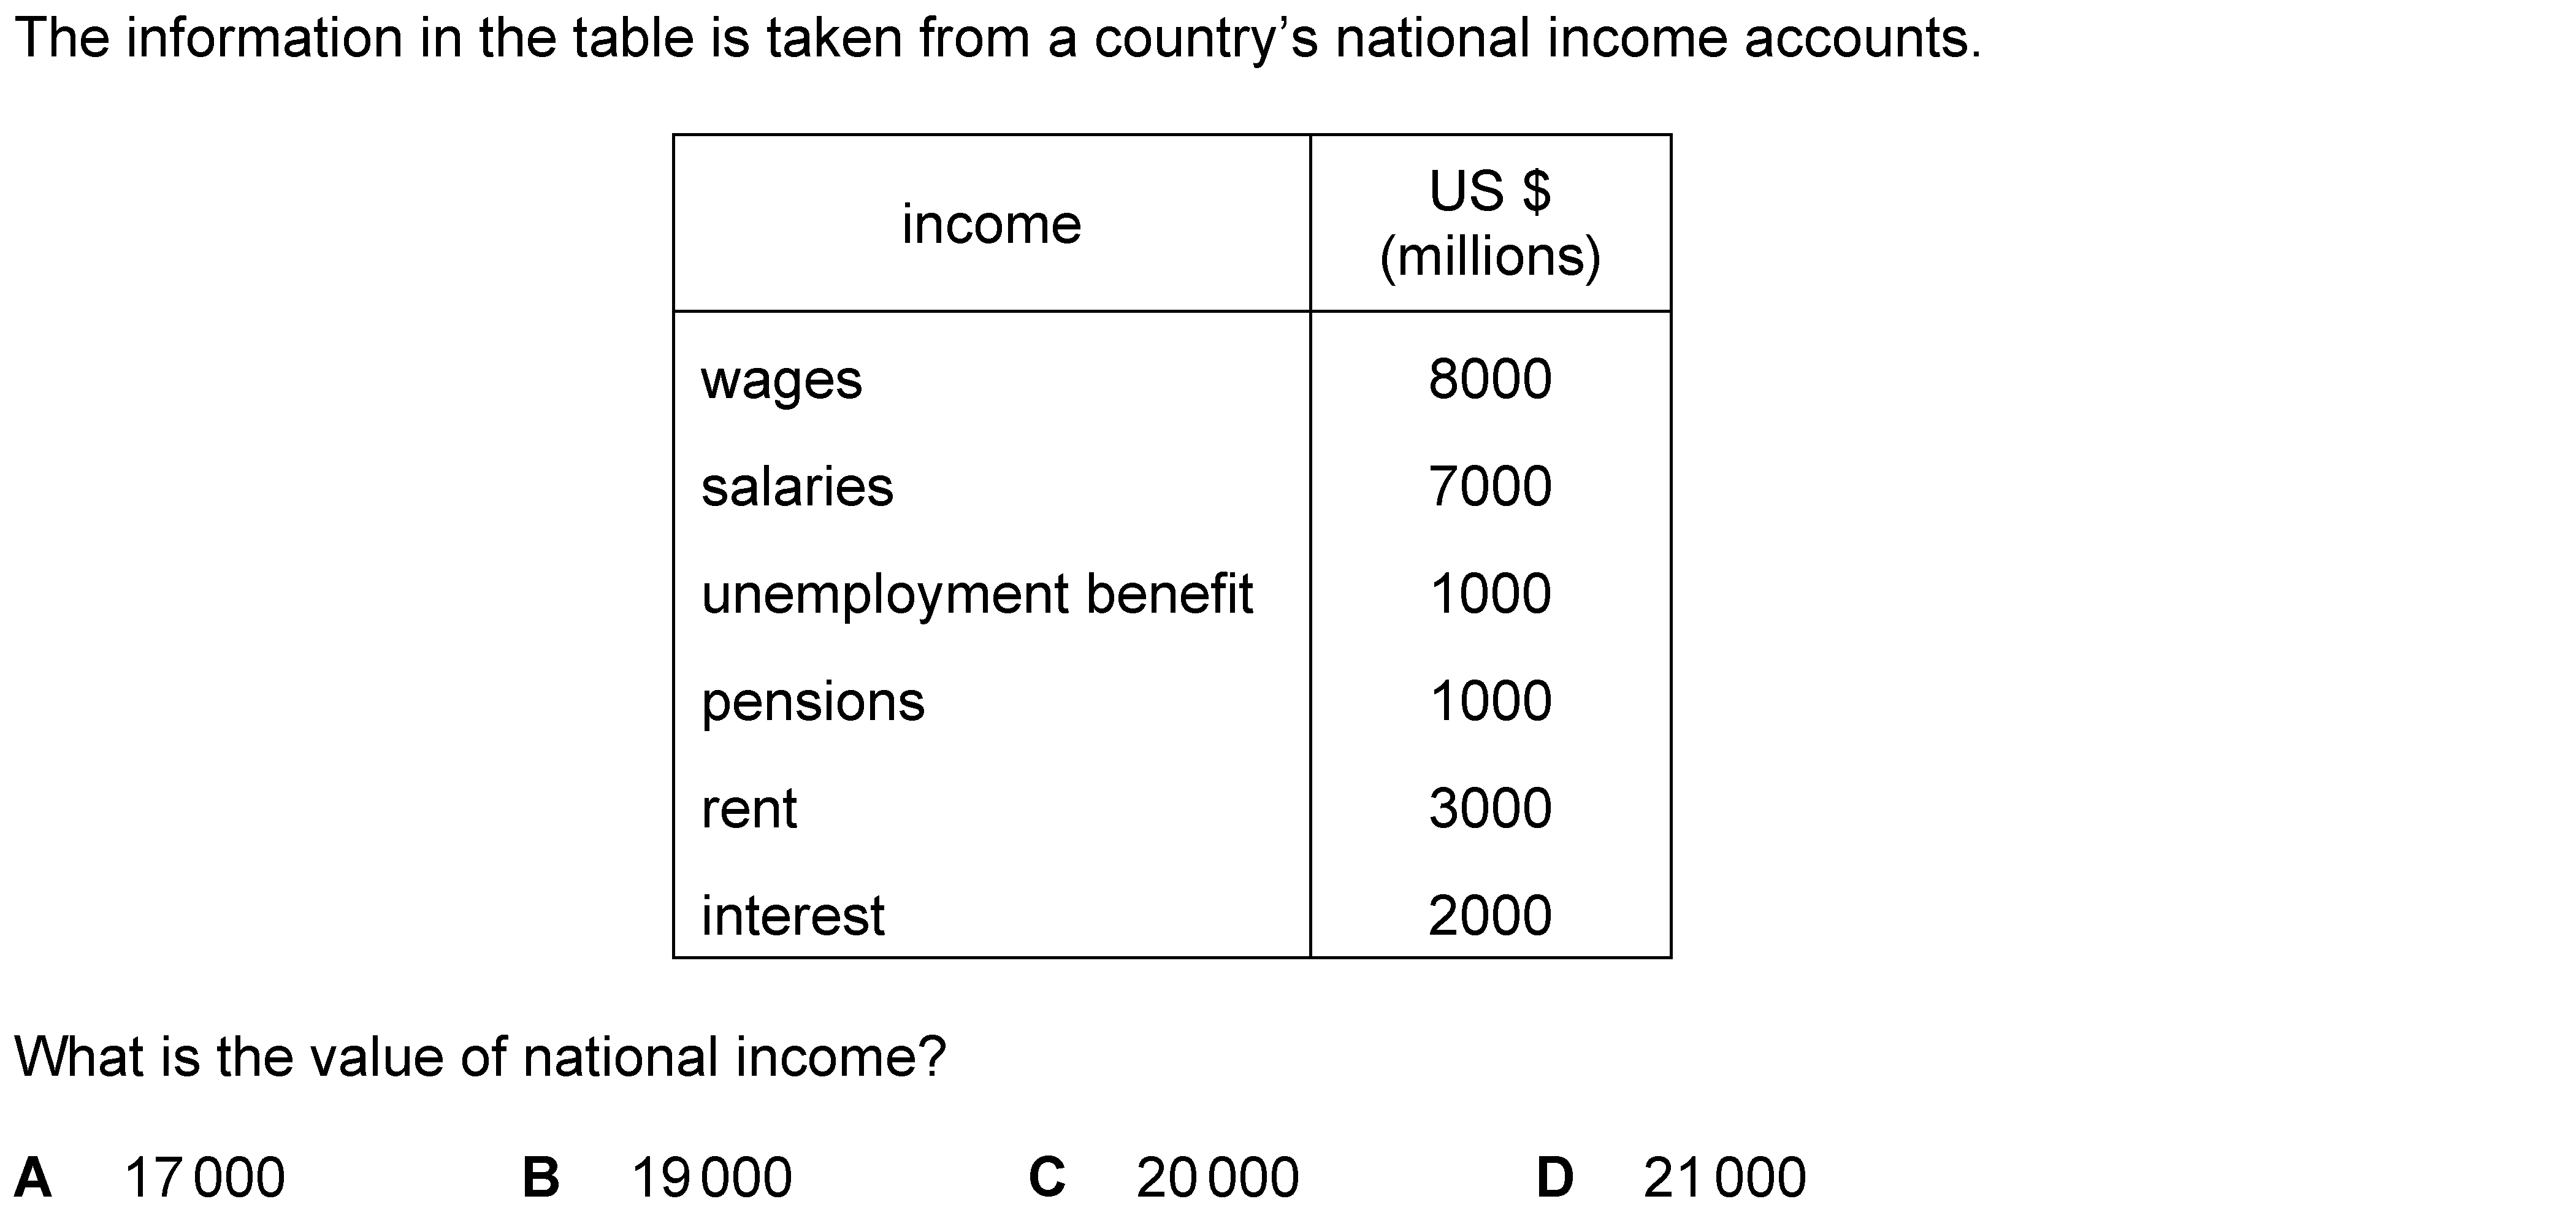 The information in the table is taken from a country’s national income accounts.
income
US $
(millions)
wages 8000
salaries 7000
unemployment benefit 1000
pensions 1000
rent 3000
interest 2000
What is the value of national income?
A 17 000 B 19 000 C 20 000 D 21 000